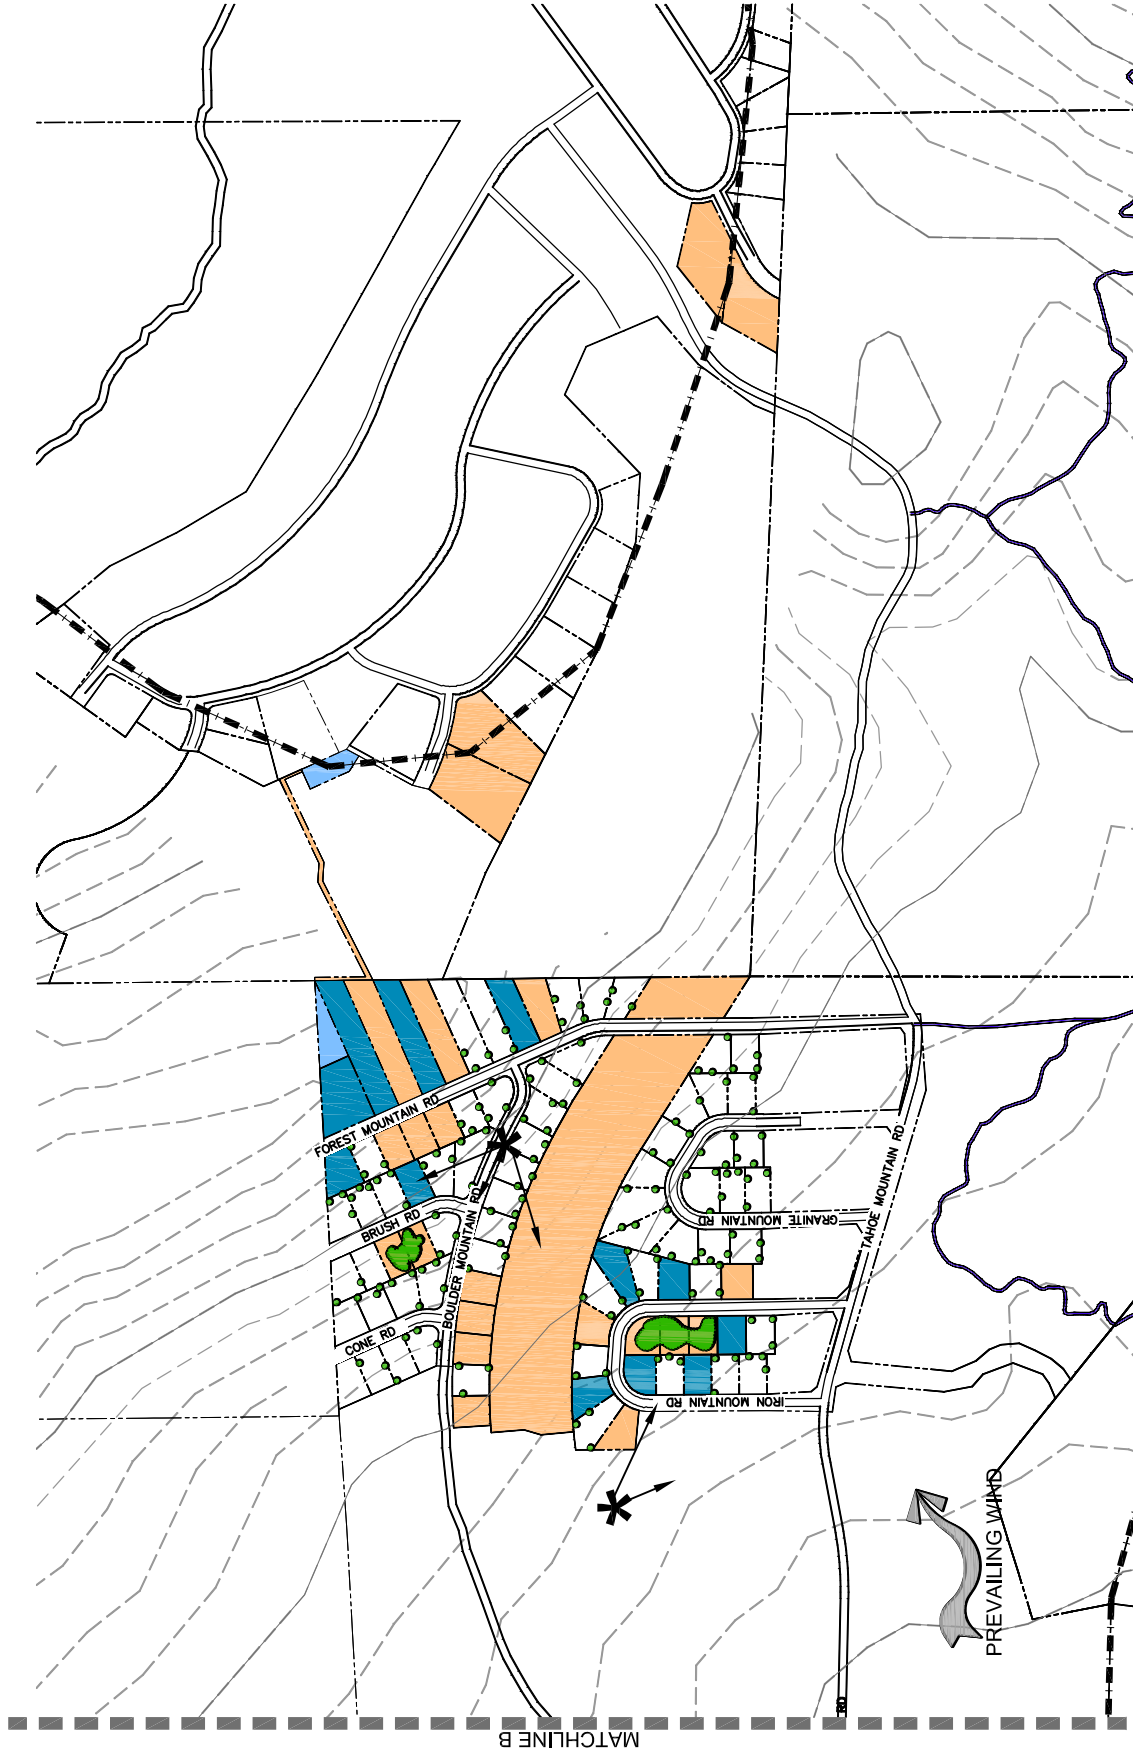 FOREST MOUNTAIN RD
BRUSH RD
BOULDER MOUNTAIN RD
CONE RD
GRANITE MOUNTAIN RD
TAHOE MOUNTAIN RD
IRON MOUNTAIN RD
PREVAILING WIND
RD
MATCHLINE B